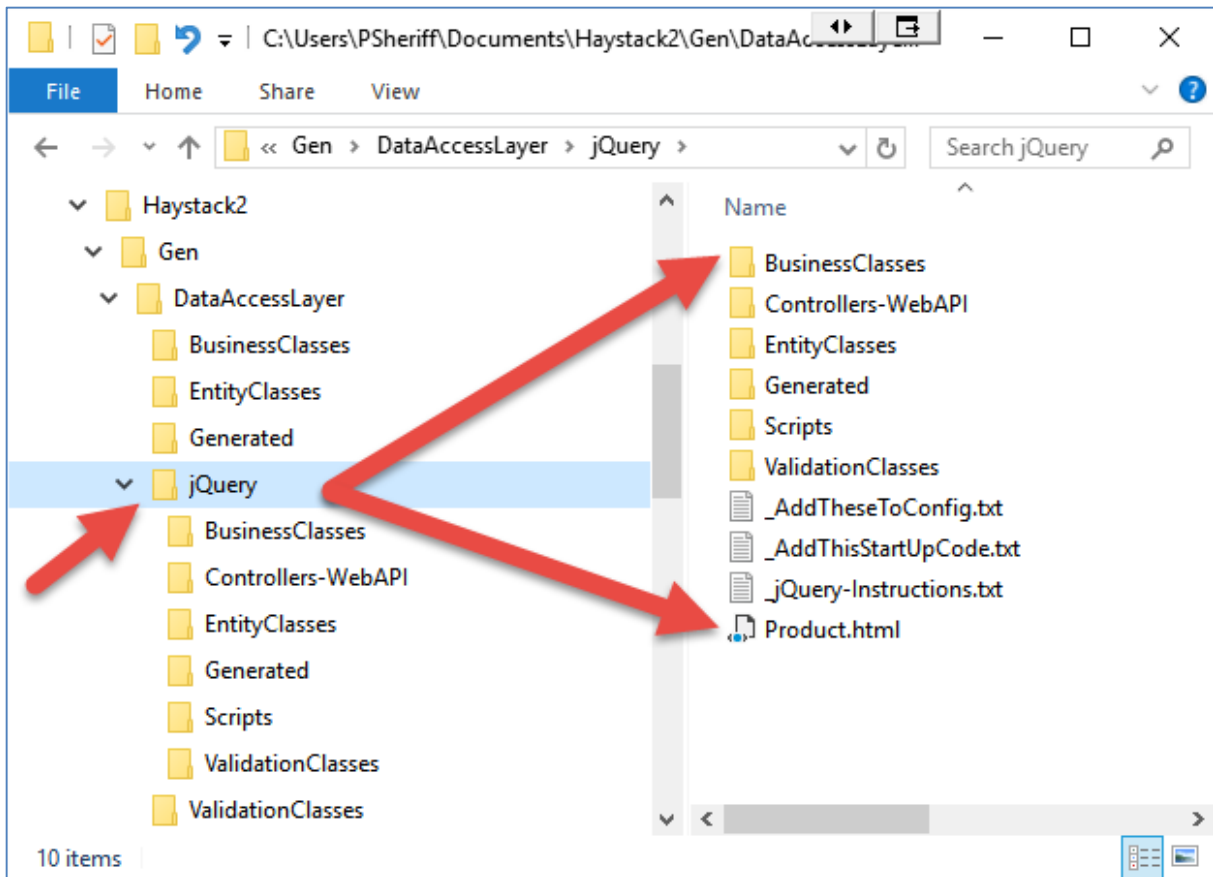 C:\Users\PSheriff\Documents\Haystack2\Gen\DataAccessLaye...
File Home Share View
« Gen > DataAccessLayer > jQuery > Search jQuery
Haystack2
Gen
DataAccessLayer
BusinessClasses
EntityClasses
Generated
jQuery
BusinessClasses
Controllers-WebAPI
EntityClasses
Generated
Scripts
ValidationClasses
ValidationClasses
Name
BusinessClasses
Controllers-WebAPI
EntityClasses
Generated
Scripts
ValidationClasses
_AddTheseToConfig.txt
_AddThisStartUpCode.txt
_jQuery-Instructions.txt
Product.html
10 items